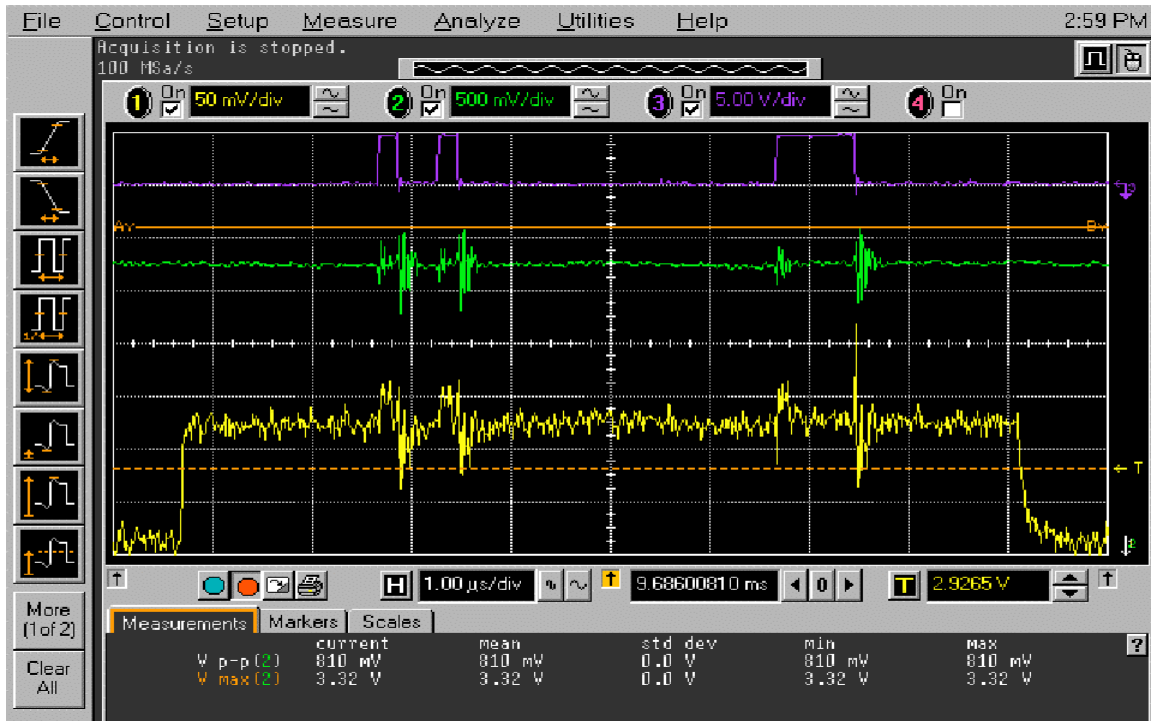 File Control Setup Measure Analyze Utilities Help 2:59 PM
Acquisition is stopped.
100 MSa/s
1 On 50 mV/div 2 On 500 mV/div 3 On 5.00 V/div 4 On
Ay By
T
H 1.00 µs/div 9.68600810 ms 0 T 2.9265 V
More
(1of 2)
Clear
All
Measurements Markers Scales
current mean std dev min max
V p-p(2) 810 mV 810 mV 0.0 V 810 mV 810 mV
V max(2) 3.32 V 3.32 V 0.0 V 3.32 V 3.32 V
?